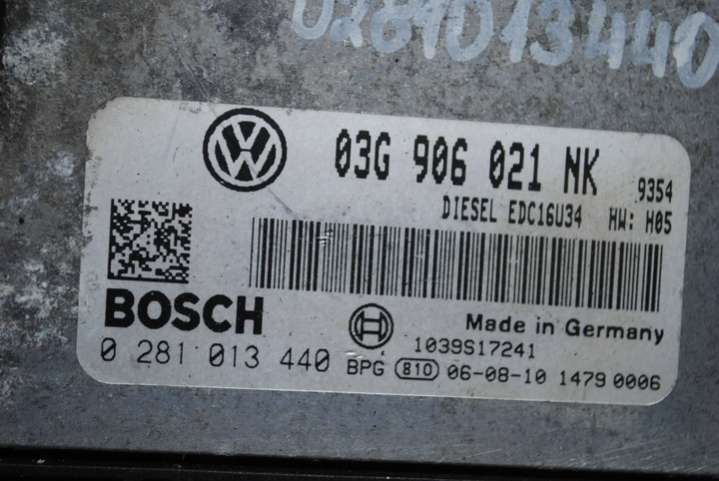 0281013440
03G 906 021 NK 9354
DIESEL EDC16U34 HW: H05
BOSCH
Made in Germany
1039S17241
0 281 013 440 BPG 810 06-08-10 1479 0006